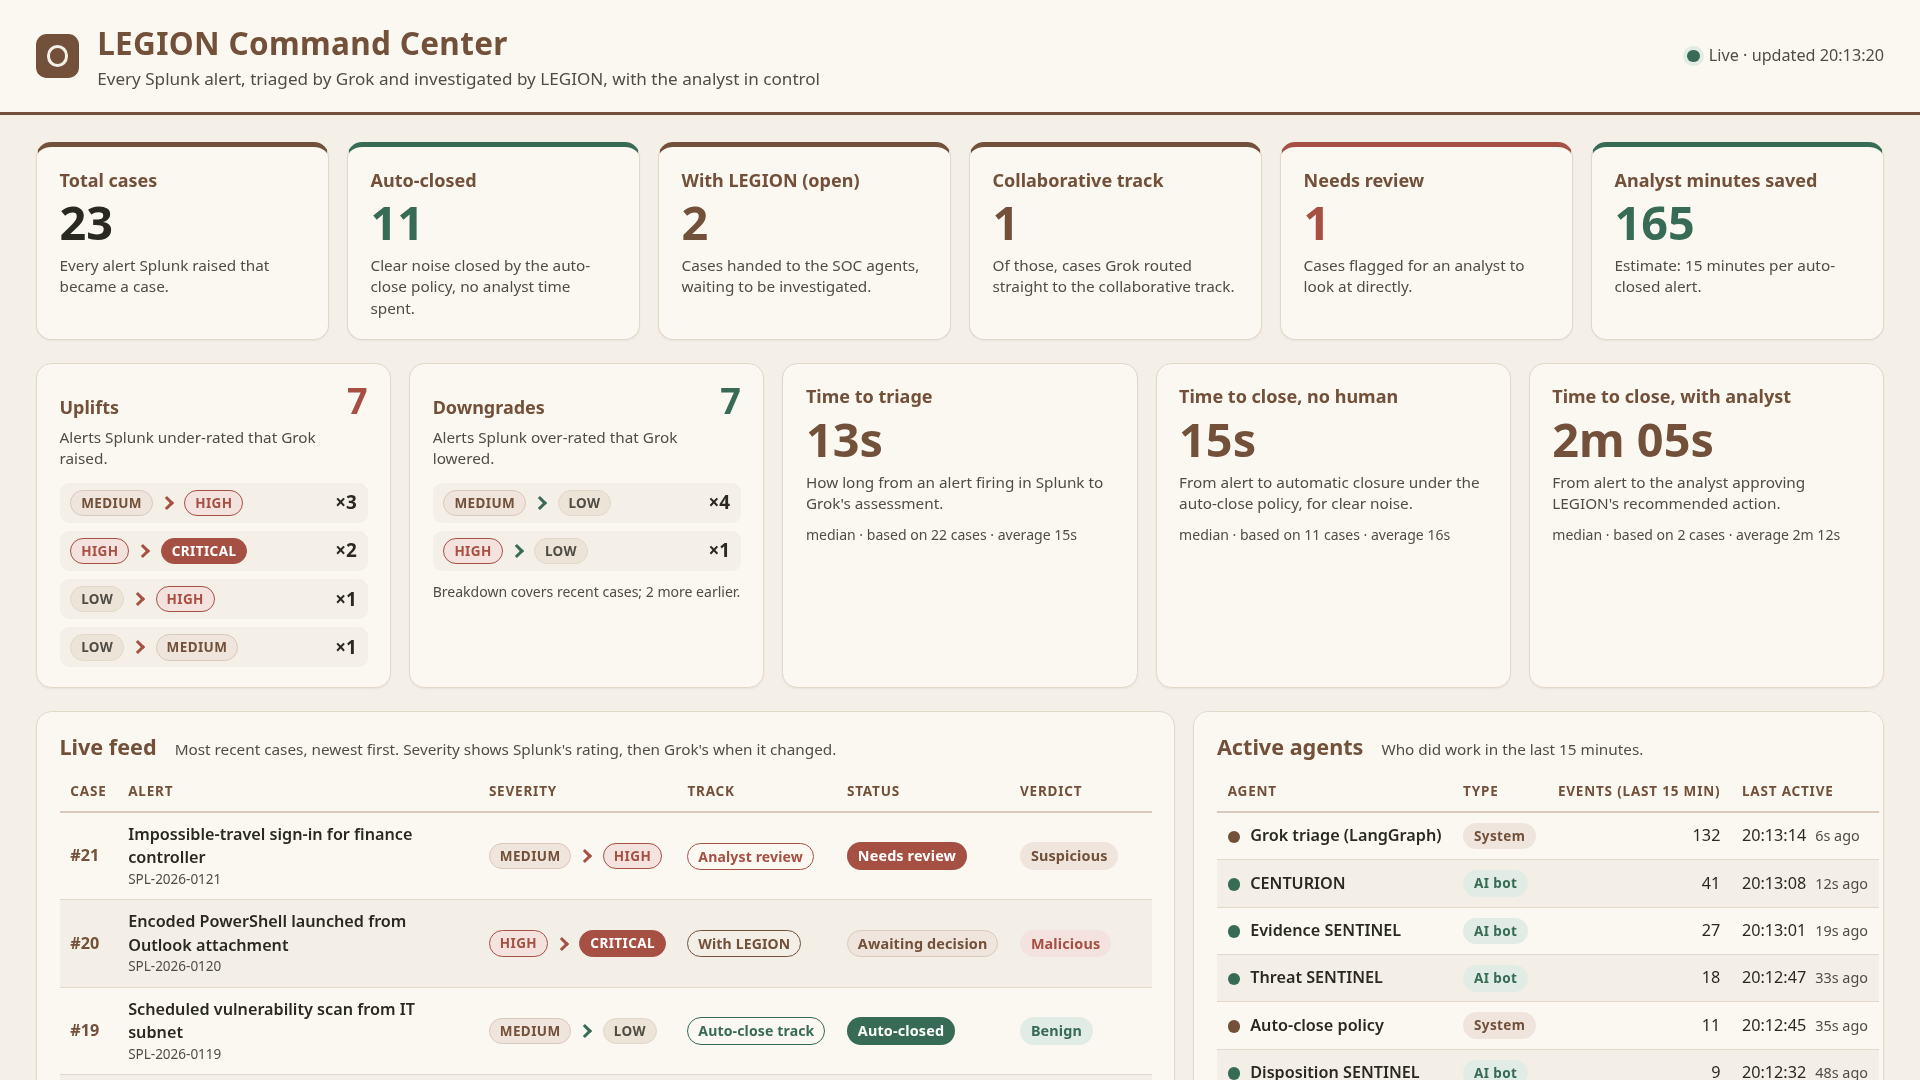 LEGION Command Center
Every Splunk alert, triaged by Grok and investigated by LEGION, with the analyst in control
Live · updated 20:13:20
Total cases
23
Every alert Splunk raised that
became a case.
Auto-closed
11
Clear noise closed by the auto-
close policy, no analyst time
spent.
With LEGION (open)
2
Cases handed to the SOC agents,
waiting to be investigated.
Collaborative track
1
Of those, cases Grok routed
straight to the collaborative track.
Needs review
1
Cases flagged for an analyst to
look at directly.
Analyst minutes saved
165
Estimate: 15 minutes per auto-
closed alert.
Uplifts 7
Alerts Splunk under-rated that Grok
raised.
MEDIUM > HIGH ×3
HIGH > CRITICAL ×2
LOW > HIGH ×1
LOW > MEDIUM ×1
Downgrades 7
Alerts Splunk over-rated that Grok
lowered.
MEDIUM > LOW ×4
HIGH > LOW ×1
Breakdown covers recent cases; 2 more earlier.
Time to triage
13s
How long from an alert firing in Splunk to
Grok's assessment.
median · based on 22 cases · average 15s
Time to close, no human
15s
From alert to automatic closure under the
auto-close policy, for clear noise.
median · based on 11 cases · average 16s
Time to close, with analyst
2m 05s
From alert to the analyst approving
LEGION's recommended action.
median · based on 2 cases · average 2m 12s
Live feed Most recent cases, newest first. Severity shows Splunk's rating, then Grok's when it changed.
CASE ALERT SEVERITY TRACK STATUS VERDICT
Impossible-travel sign-in for finance
controller
#21 MEDIUM > HIGH Analyst review Needs review Suspicious
SPL-2026-0121
Encoded PowerShell launched from
Outlook attachment
#20 HIGH > CRITICAL With LEGION Awaiting decision Malicious
SPL-2026-0120
Scheduled vulnerability scan from IT
subnet
#19 MEDIUM > LOW Auto-close track Auto-closed Benign
SPL-2026-0119
Active agents Who did work in the last 15 minutes.
AGENT TYPE EVENTS (LAST 15 MIN) LAST ACTIVE
Grok triage (LangGraph) System 132 20:13:14 6s ago
CENTURION AI bot 41 20:13:08 12s ago
Evidence SENTINEL AI bot 27 20:13:01 19s ago
Threat SENTINEL AI bot 18 20:12:47 33s ago
Auto-close policy System 11 20:12:45 35s ago
Disposition SENTINEL AI bot 9 20:12:32 48s ago